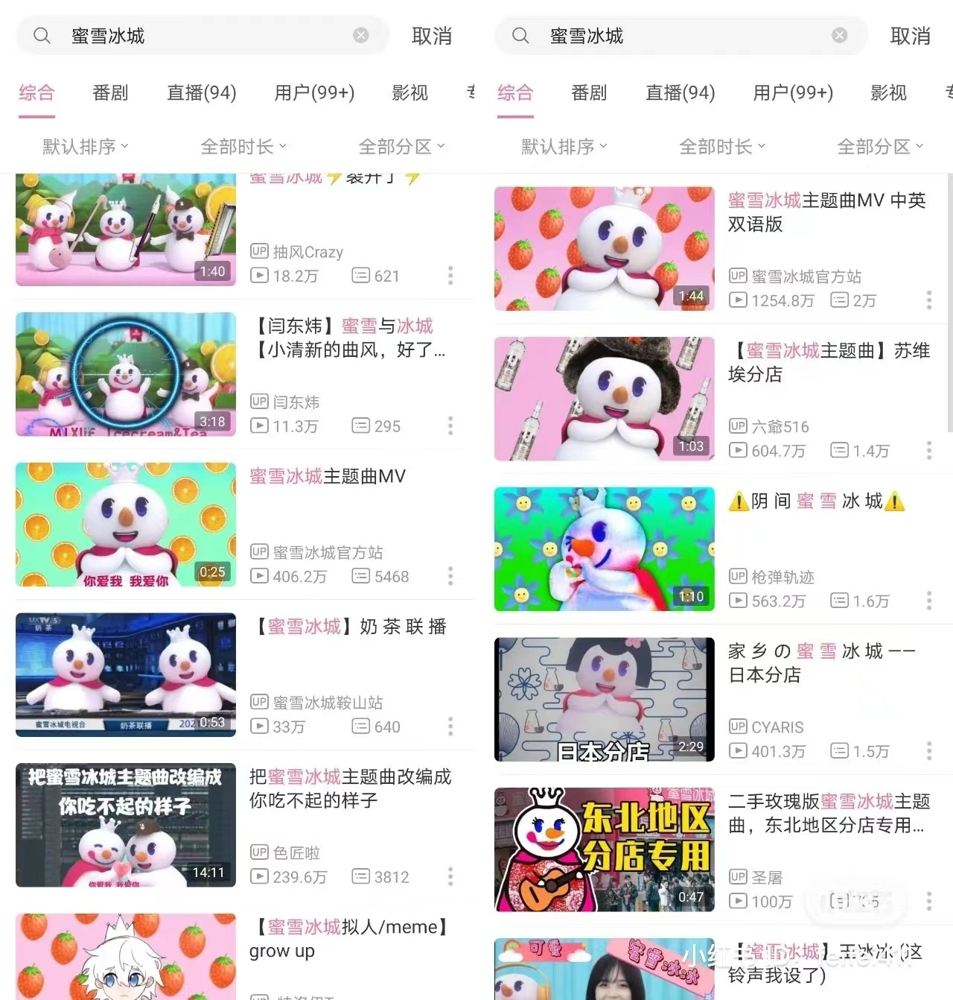 蜜雪冰城
取消
综合
番剧
直播(94)
用户(99+)
影视
默认排序
全部时长
全部分区
蜜雪冰城⚡裂开了⚡
UP 抽风Crazy
18.2万
621
1:40
【闫东炜】蜜雪与冰城
【小清新的曲风，好了...
UP 闫东炜
11.3万
295
3:18
MIXUE Icecream&Tea
蜜雪冰城主题曲MV
UP 蜜雪冰城官方站
406.2万
5468
0:25
你爱我 我爱你
【蜜雪冰城】奶 茶 联 播
UP 蜜雪冰城鞍山站
33万
640
MXTV 5
奶 茶
蜜雪冰城电视台
奶茶联播
202
0:53
把蜜雪冰城主题曲改编成
你吃不起的样子
UP 色匠啦
239.6万
3812
把蜜雪冰城主题曲改编成
你吃不起的样子
14:11
你爱我 我爱你
【蜜雪冰城拟人/meme】
grow up
蜜雪冰城
取消
综合
番剧
直播(94)
用户(99+)
影视
默认排序
全部时长
全部分区
蜜雪冰城主题曲MV 中英
双语版
UP 蜜雪冰城官方站
1254.8万
2万
1:44
【蜜雪冰城主题曲】苏维
埃分店
UP 六爺516
604.7万
1.4万
1:03
⚠️阴 间 蜜 雪 冰 城⚠️
UP 枪弹轨迹
563.2万
1.6万
1:10
家 乡 の 蜜 雪 冰 城 ——
日本分店
UP CYARIS
401.3万
1.5万
日本分店
2:29
二手玫瑰版蜜雪冰城主题
曲，东北地区分店专用...
UP 圣屠
100万
蜜雪冰城
东北地区
分店专用
0:47
【蜜雪冰城】王冰冰 (这
铃声我设了)
可爱
蜜雪冰冰
小红书